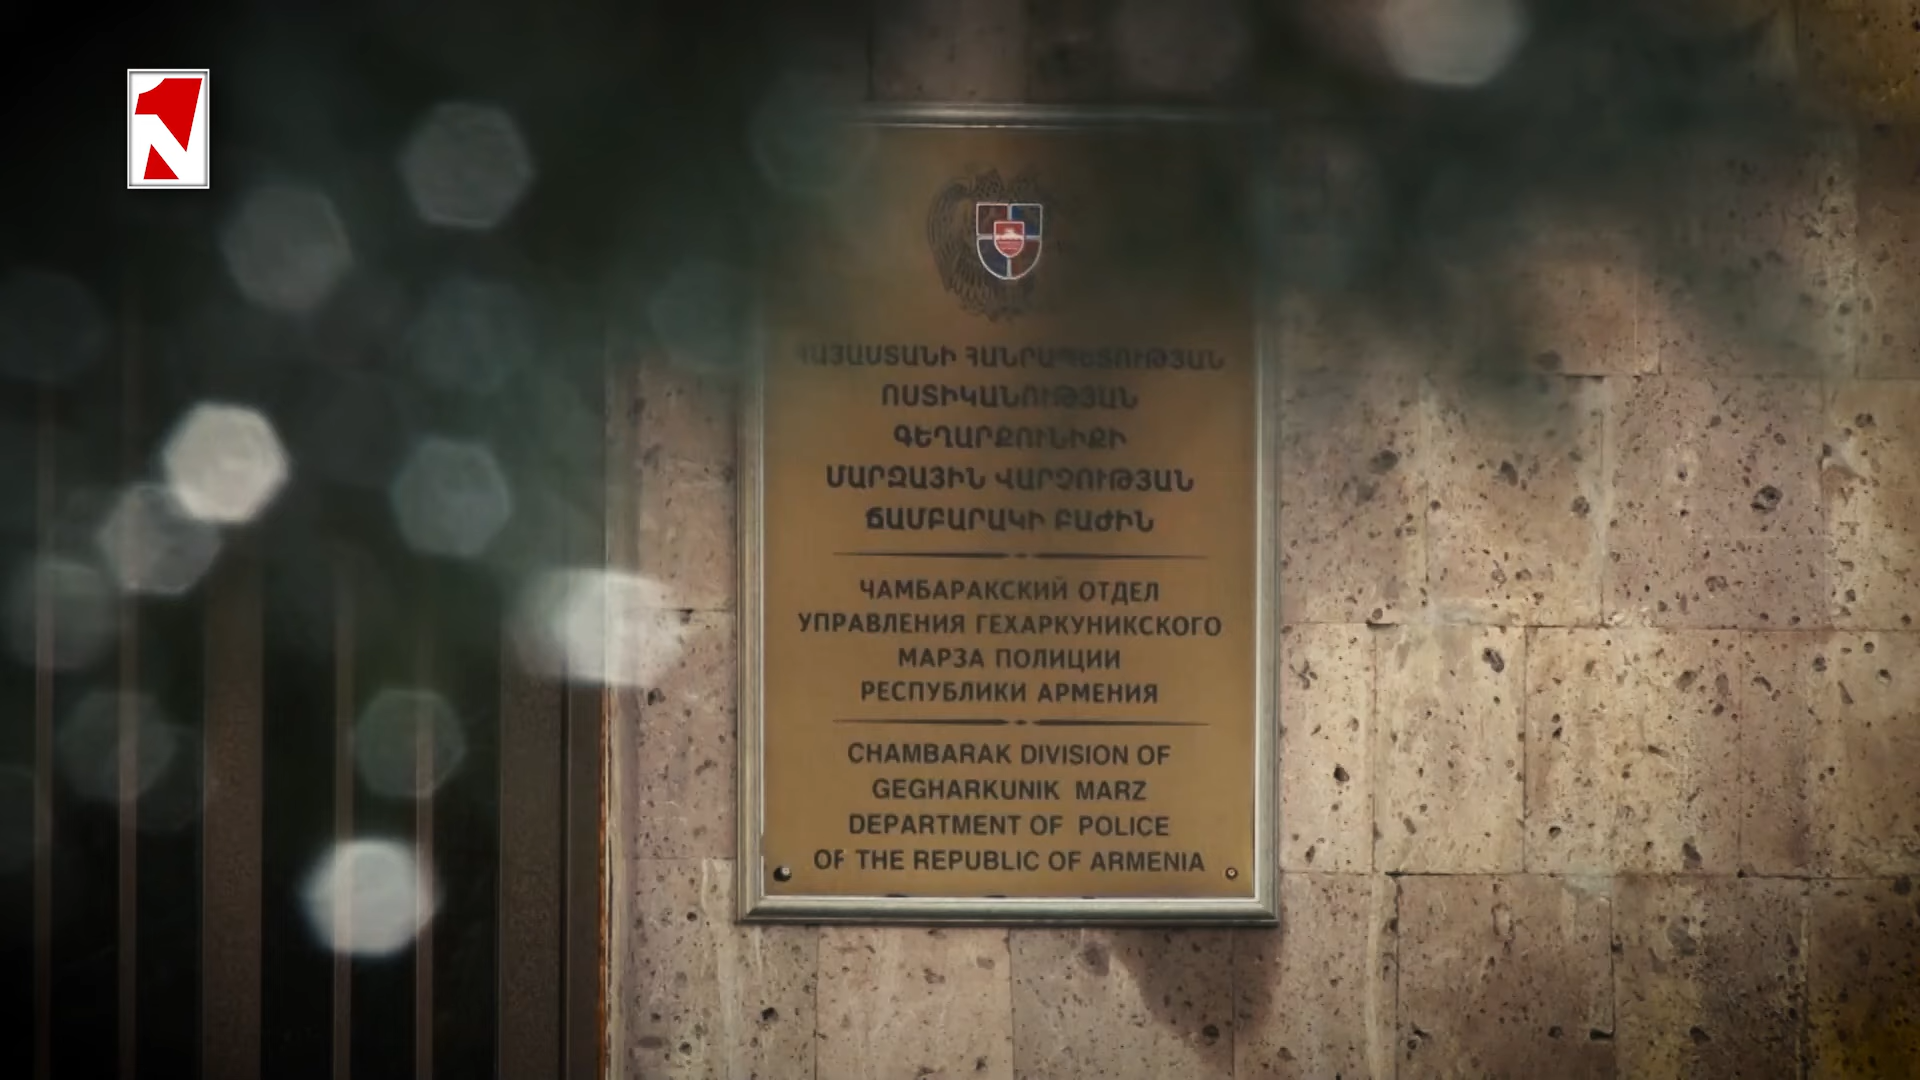 1N
ՀԱՅԱՍՏԱՆԻ ՀԱՆՐԱՊԵՏՈՒԹՅԱՆ
ՈՍՏԻԿԱՆՈՒԹՅԱՆ
ԳԵՂԱՐՔՈՒՆԻՔԻ
ՄԱՐԶԱՅԻՆ ՎԱՐՉՈՒԹՅԱՆ
ՃԱՄԲԱՐԱԿԻ ԲԱԺԻՆ
ЧАМБАРАКСКИЙ ОТДЕЛ
УПРАВЛЕНИЯ ГЕХАРКУНИКСКОГО
МАРЗА ПОЛИЦИИ
РЕСПУБЛИКИ АРМЕНИЯ
CHAMBARAK DIVISION OF
GEGHARKUNIK MARZ
DEPARTMENT OF POLICE
OF THE REPUBLIC OF ARMENIA